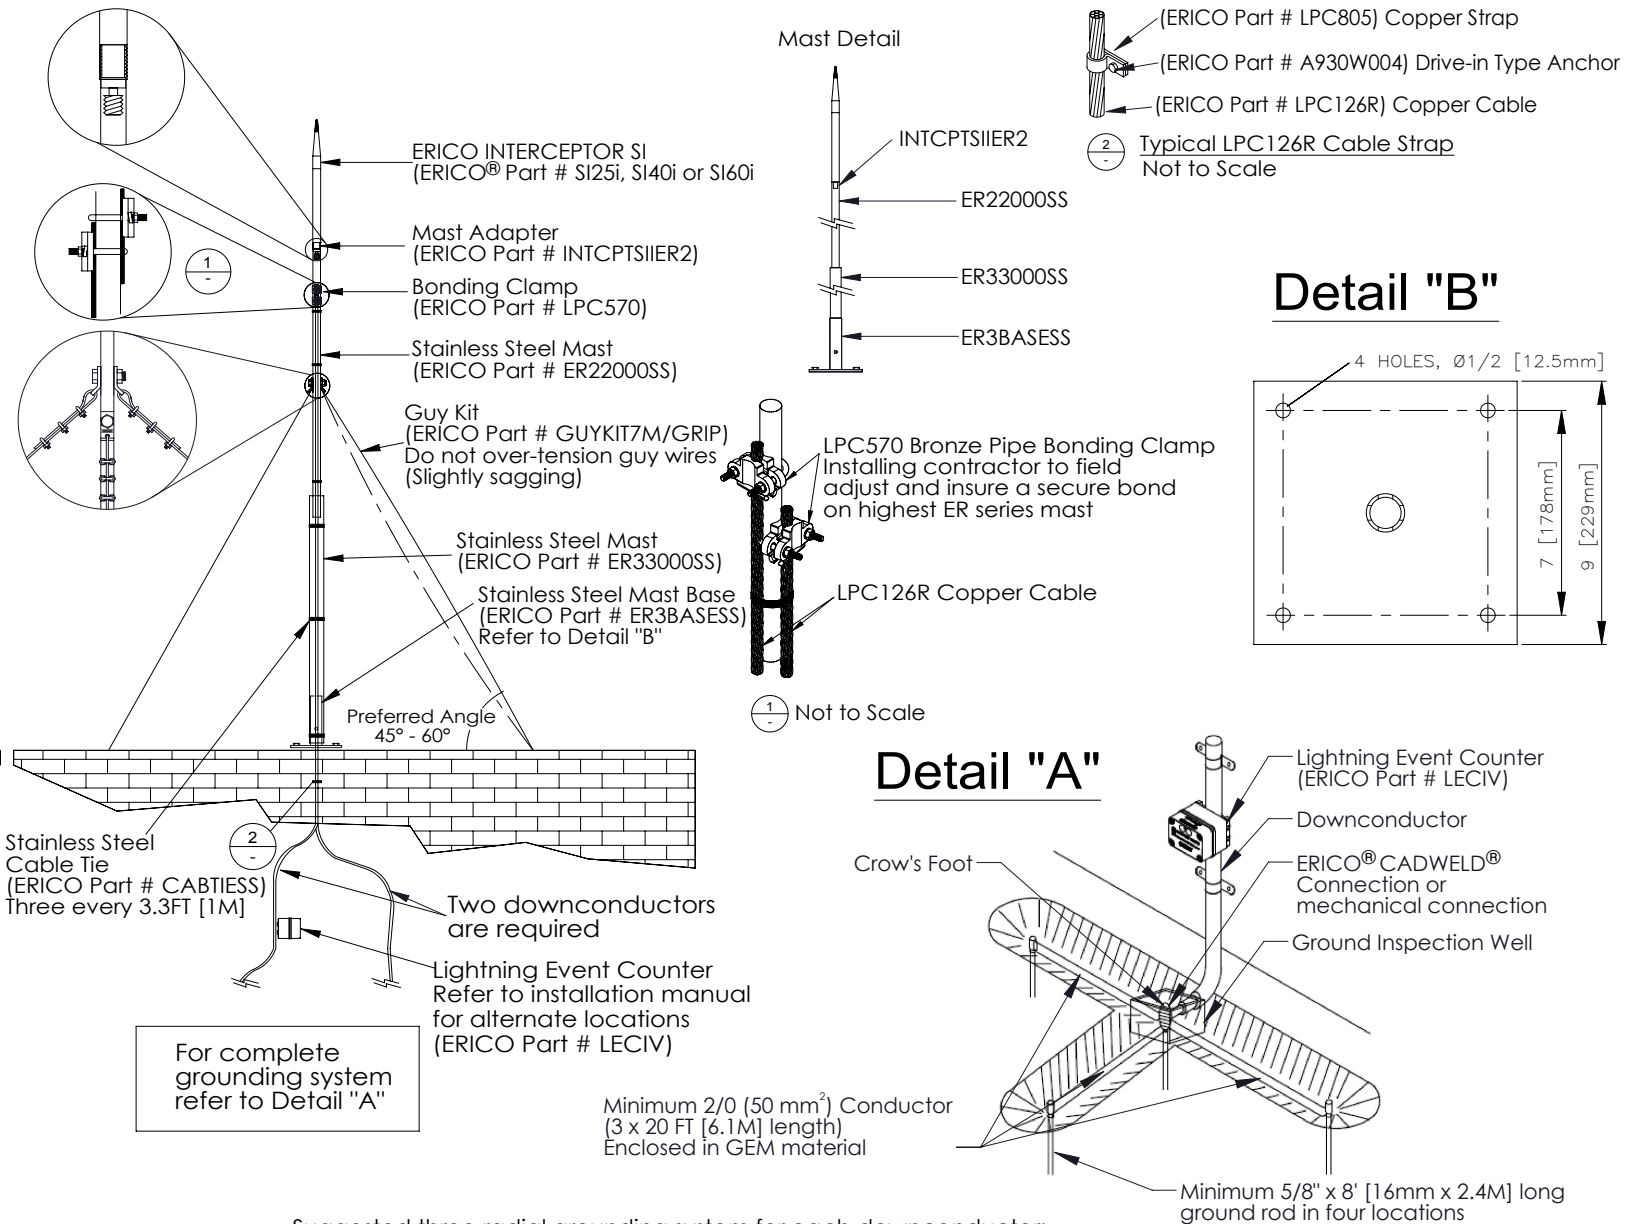 Mast Detail
(ERICO Part # LPC805) Copper Strap
(ERICO Part # A930W004) Drive-in Type Anchor
(ERICO Part # LPC126R) Copper Cable
2
-
Typical LPC126R Cable Strap
Not to Scale
ERICO INTERCEPTOR SI
(ERICO® Part # SI25i, SI40i or SI60i
Mast Adapter
(ERICO Part # INTCPTSIIER2)
1
-
Bonding Clamp
(ERICO Part # LPC570)
Stainless Steel Mast
(ERICO Part # ER22000SS)
Guy Kit
(ERICO Part # GUYKIT7M/GRIP)
Do not over-tension guy wires
(Slightly sagging)
Stainless Steel Mast
(ERICO Part # ER33000SS)
Stainless Steel Mast Base
(ERICO Part # ER3BASESS)
Refer to Detail "B"
Preferred Angle
45° - 60°
INTCPTSIIER2
ER22000SS
ER33000SS
ER3BASESS
LPC570 Bronze Pipe Bonding Clamp
Installing contractor to field
adjust and insure a secure bond
on highest ER series mast
LPC126R Copper Cable
1
-
Not to Scale
Detail "B"
4 HOLES, Ø1/2 [12.5mm]
7 [178mm]
9 [229mm]
Stainless Steel
Cable Tie
(ERICO Part # CABTIESS)
Three every 3.3FT [1M]
2
-
Two downconductors
are required
Lightning Event Counter
Refer to installation manual
for alternate locations
(ERICO Part # LECIV)
For complete
grounding system
refer to Detail "A"
Detail "A"
Lightning Event Counter
(ERICO Part # LECIV)
Downconductor
Crow's Foot
ERICO® CADWELD®
Connection or
mechanical connection
Ground Inspection Well
Minimum 2/0 (50 mm²) Conductor
(3 x 20 FT [6.1M] length)
Enclosed in GEM material
Minimum 5/8" x 8' [16mm x 2.4M] long
ground rod in four locations
Suggested three radial grounding system for each downconductor: